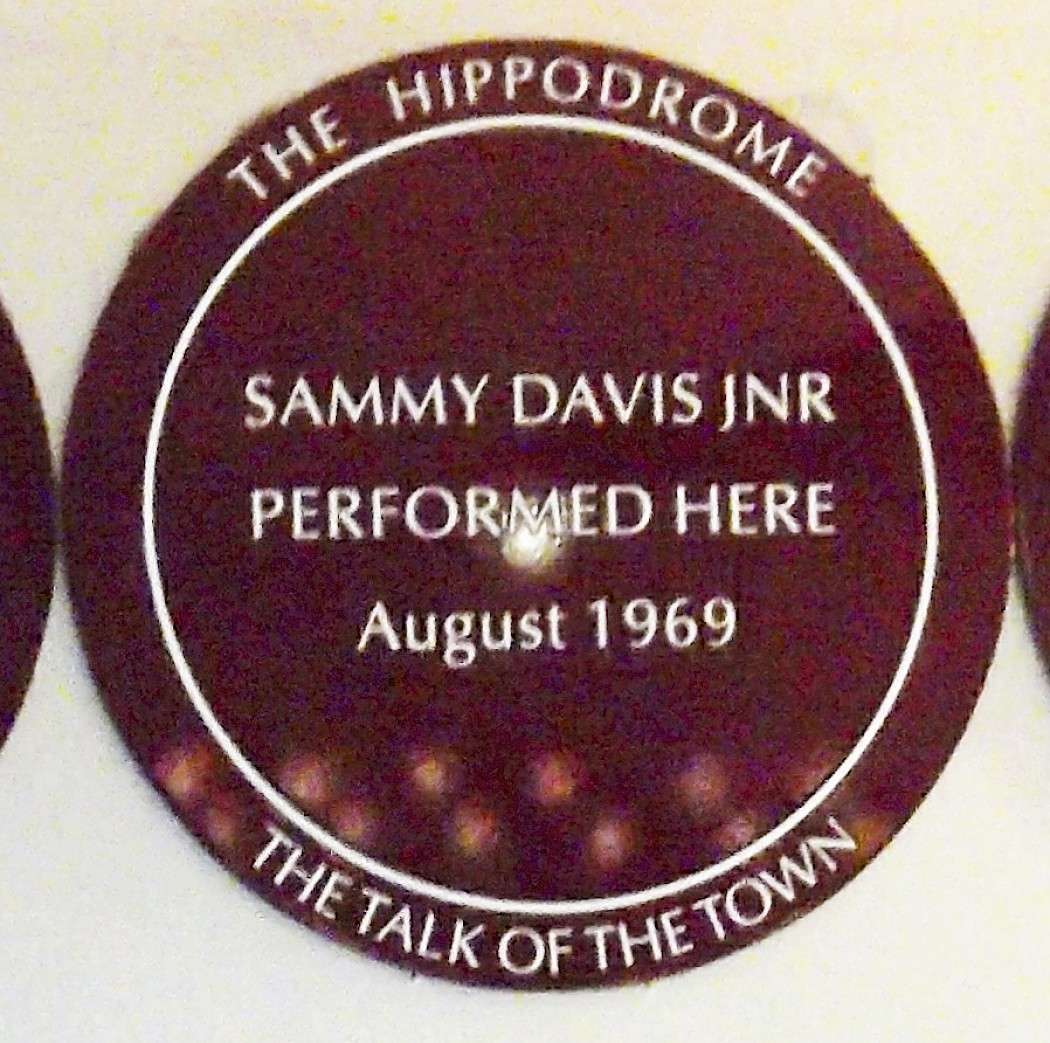 THE HIPPODROME
SAMMY DAVIS JNR
PERFORMED HERE
August 1969
THE TALK OF THE TOWN